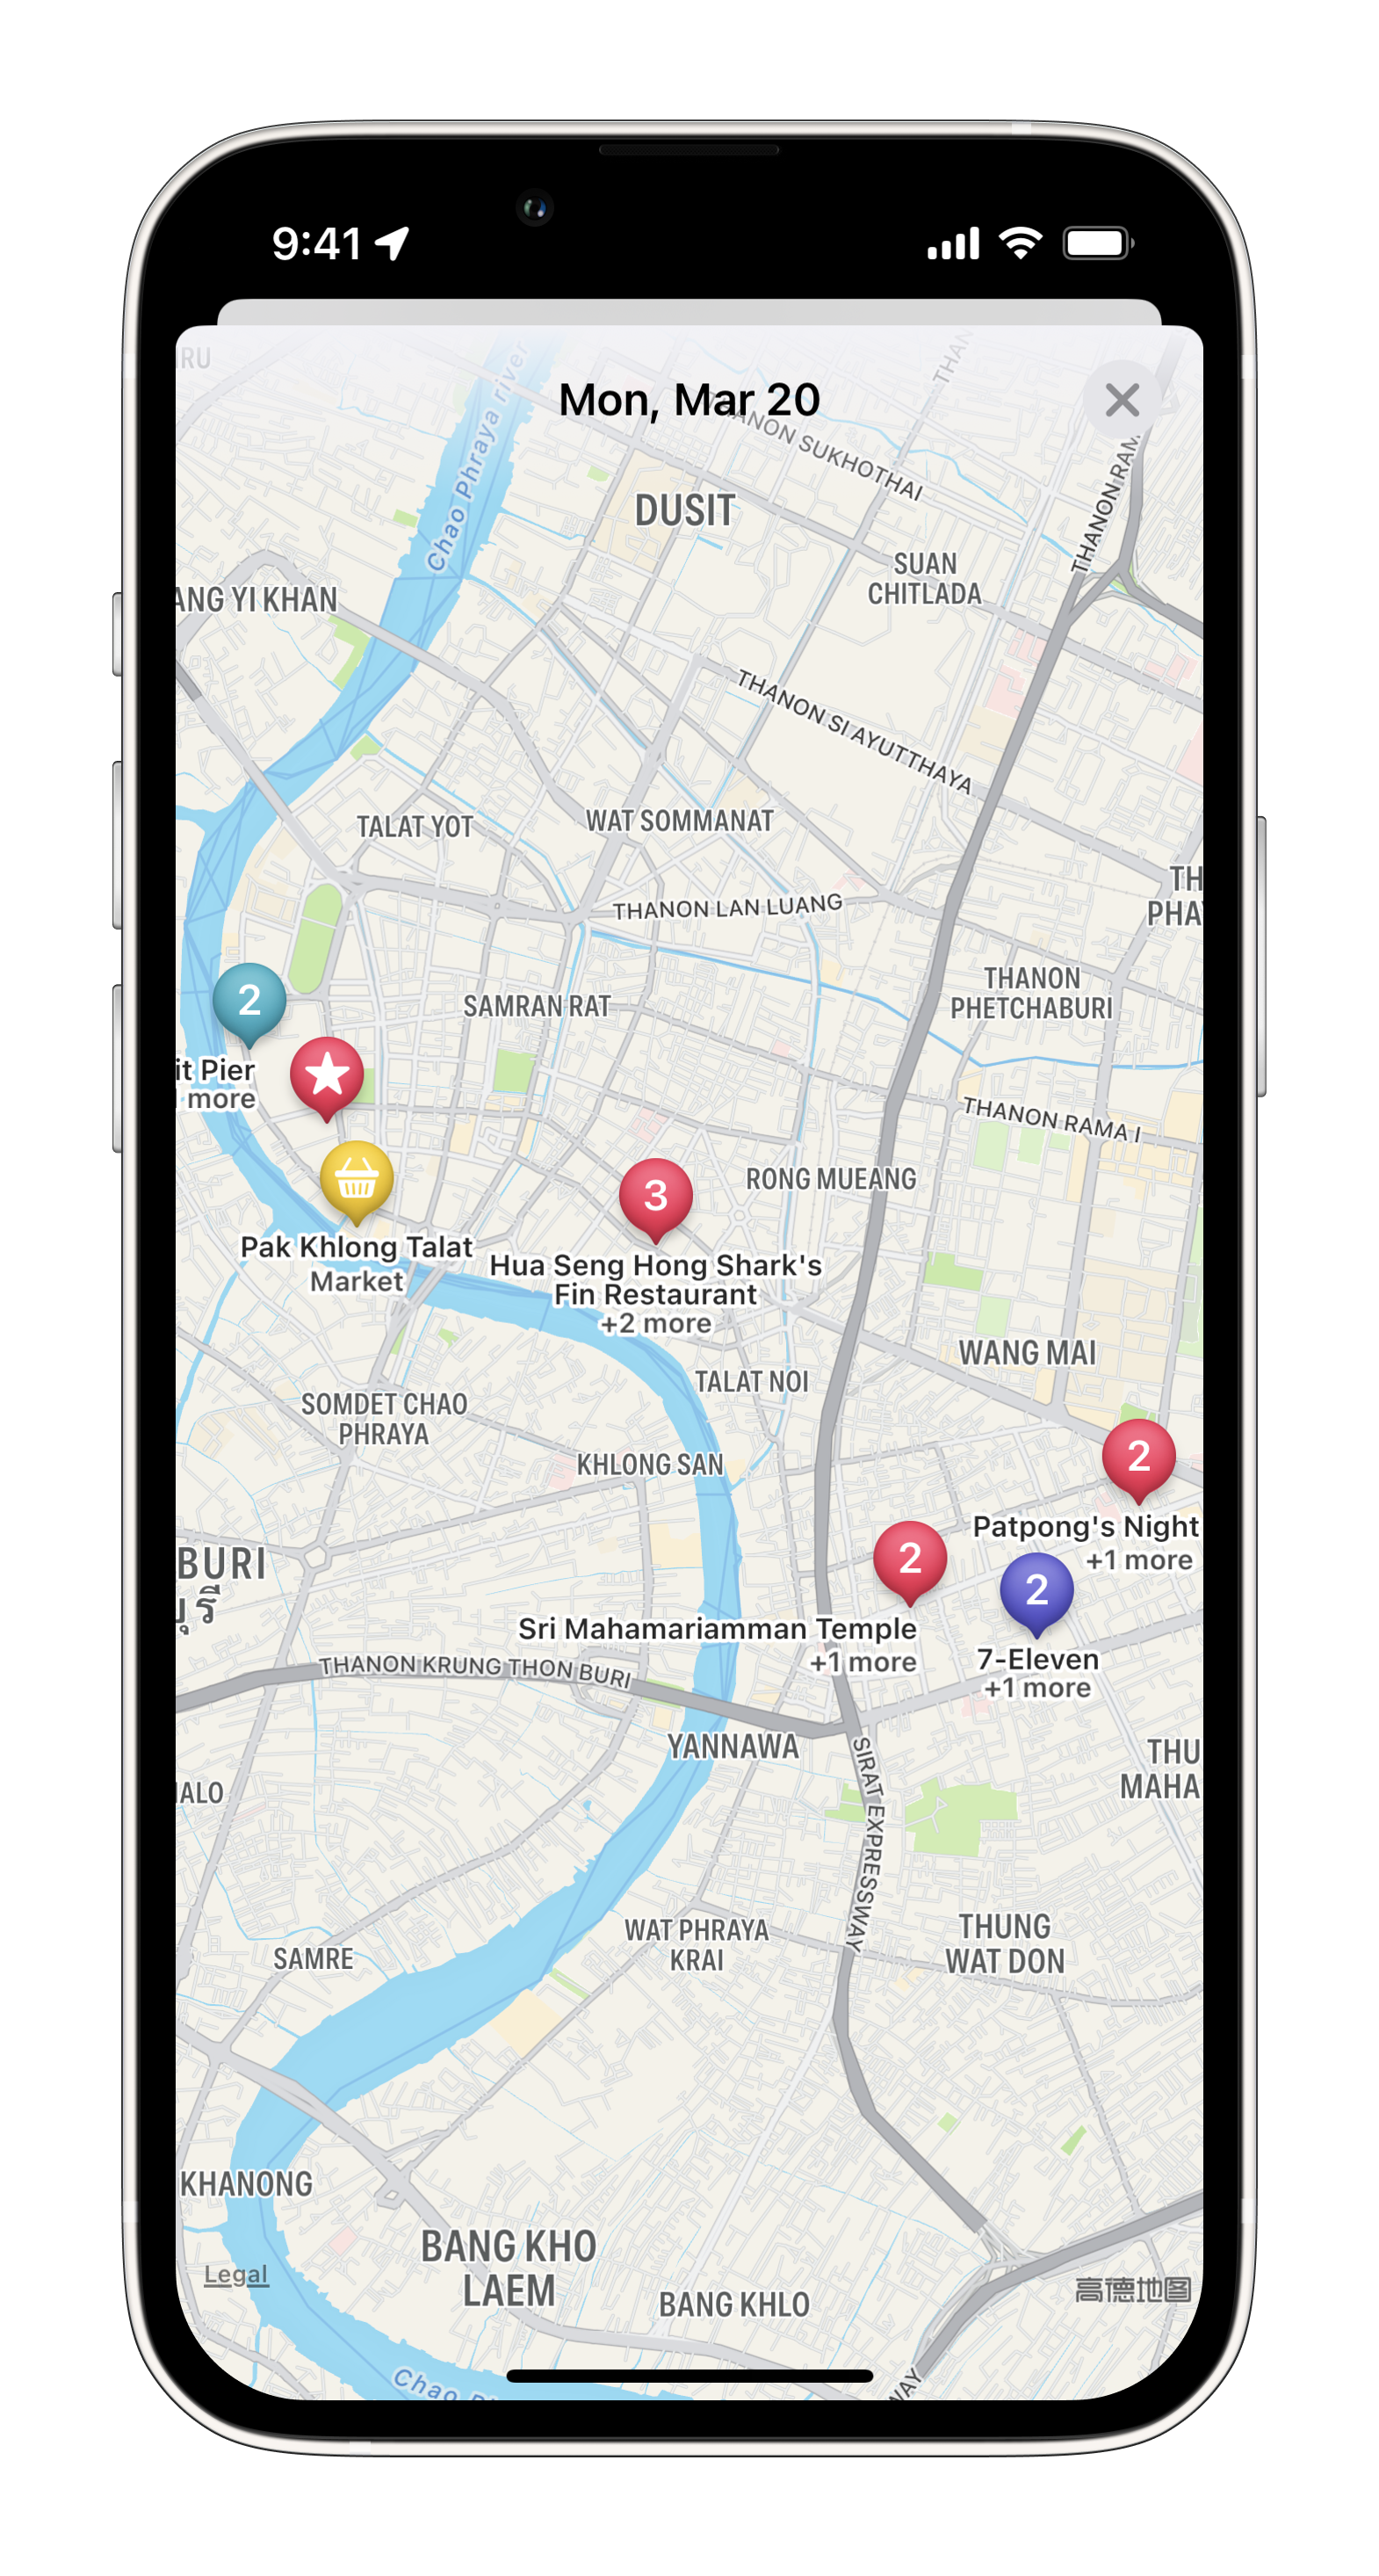 9:41
Mon, Mar 20
Chao Phraya river
THANON SUKHOTHAI
DUSIT
SUAN
CHITLADA
ANG YI KHAN
THANON SI AYUTTHAYA
TALAT YOT
WAT SOMMANAT
THANON LAN LUANG
TH
PHA
THANON
PHETCHABURI
SAMRAN RAT
2
it Pier
more
THANON RAMA I
RONG MUEANG
3
Pak Khlong Talat
Market
Hua Seng Hong Shark's
Fin Restaurant
+2 more
WANG MAI
TALAT NOI
SOMDET CHAO
PHRAYA
KHLONG SAN
2
Patpong's Night
+1 more
BURI
2
Sri Mahamariamman Temple
+1 more
2
7-Eleven
+1 more
THANON KRUNG THON BURI
YANNAWA
SIRAT EXPRESSWAY
THU
MAHA
WAT PHRAYA
KRAI
THUNG
WAT DON
SAMRE
KHANONG
BANG KHO
LAEM
BANG KHLO
Legal
高德地图
Chao
WAY